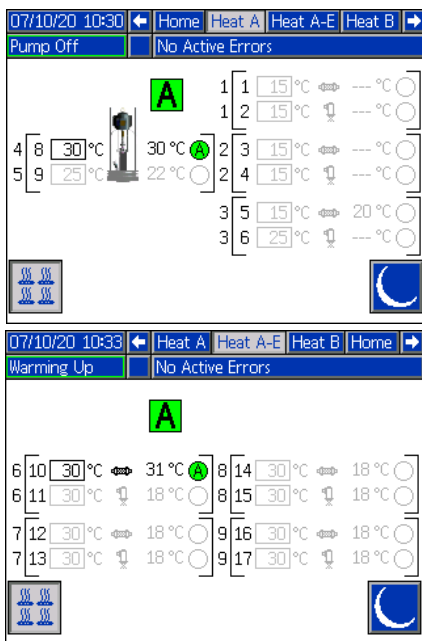 07/10/20 10:30 Home Heat A Heat A-E Heat B
Pump Off No Active Errors
A
1 1 15 °C --- °C
1 2 15 °C --- °C
4 8 30 °C 30 °C A 2 3 15 °C --- °C
5 9 25 °C 22 °C 2 4 15 °C --- °C
3 5 15 °C 20 °C
3 6 25 °C --- °C
07/10/20 10:33 Heat A Heat A-E Heat B Home
Warming Up No Active Errors
A
6 10 30 °C 31 °C A 8 14 30 °C 18 °C
6 11 30 °C 18 °C 8 15 30 °C 18 °C
7 12 30 °C 18 °C 9 16 30 °C 18 °C
7 13 30 °C 18 °C 9 17 30 °C 18 °C